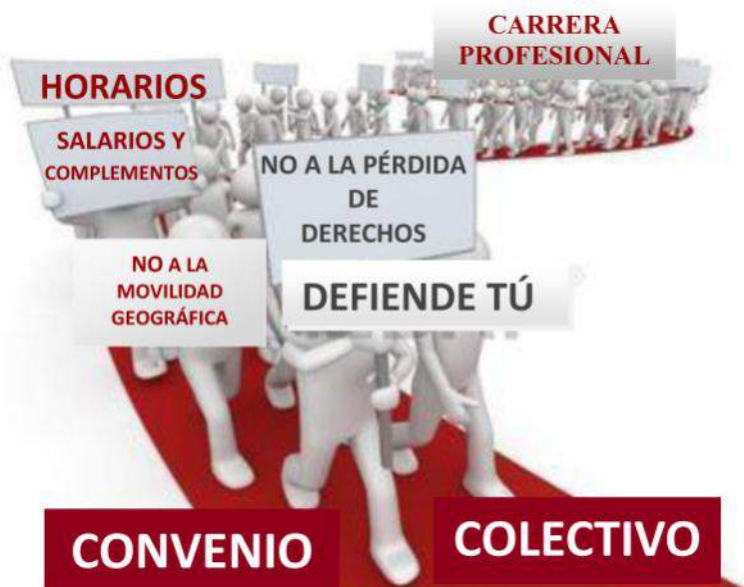 CARRERA
PROFESIONAL
HORARIOS
SALARIOS Y
COMPLEMENTOS
NO A LA PÉRDIDA
DE
DERECHOS
NO A LA
MOVILIDAD
GEOGRÁFICA
DEFIENDE TÚ
CONVENIO
COLECTIVO